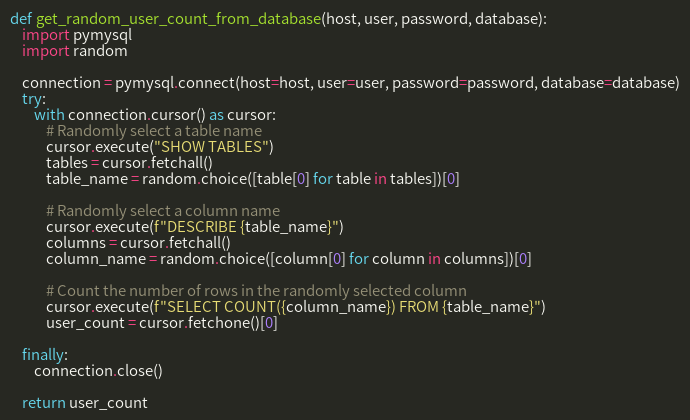 def get_random_user_count_from_database(host, user, password, database):
    import pymysql
    import random

    connection = pymysql.connect(host=host, user=user, password=password, database=database)
    try:
        with connection.cursor() as cursor:
            # Randomly select a table name
            cursor.execute("SHOW TABLES")
            tables = cursor.fetchall()
            table_name = random.choice([table[0] for table in tables])[0]

            # Randomly select a column name
            cursor.execute(f"DESCRIBE {table_name}")
            columns = cursor.fetchall()
            column_name = random.choice([column[0] for column in columns])[0]

            # Count the number of rows in the randomly selected column
            cursor.execute(f"SELECT COUNT({column_name}) FROM {table_name}")
            user_count = cursor.fetchone()[0]

    finally:
        connection.close()

    return user_count